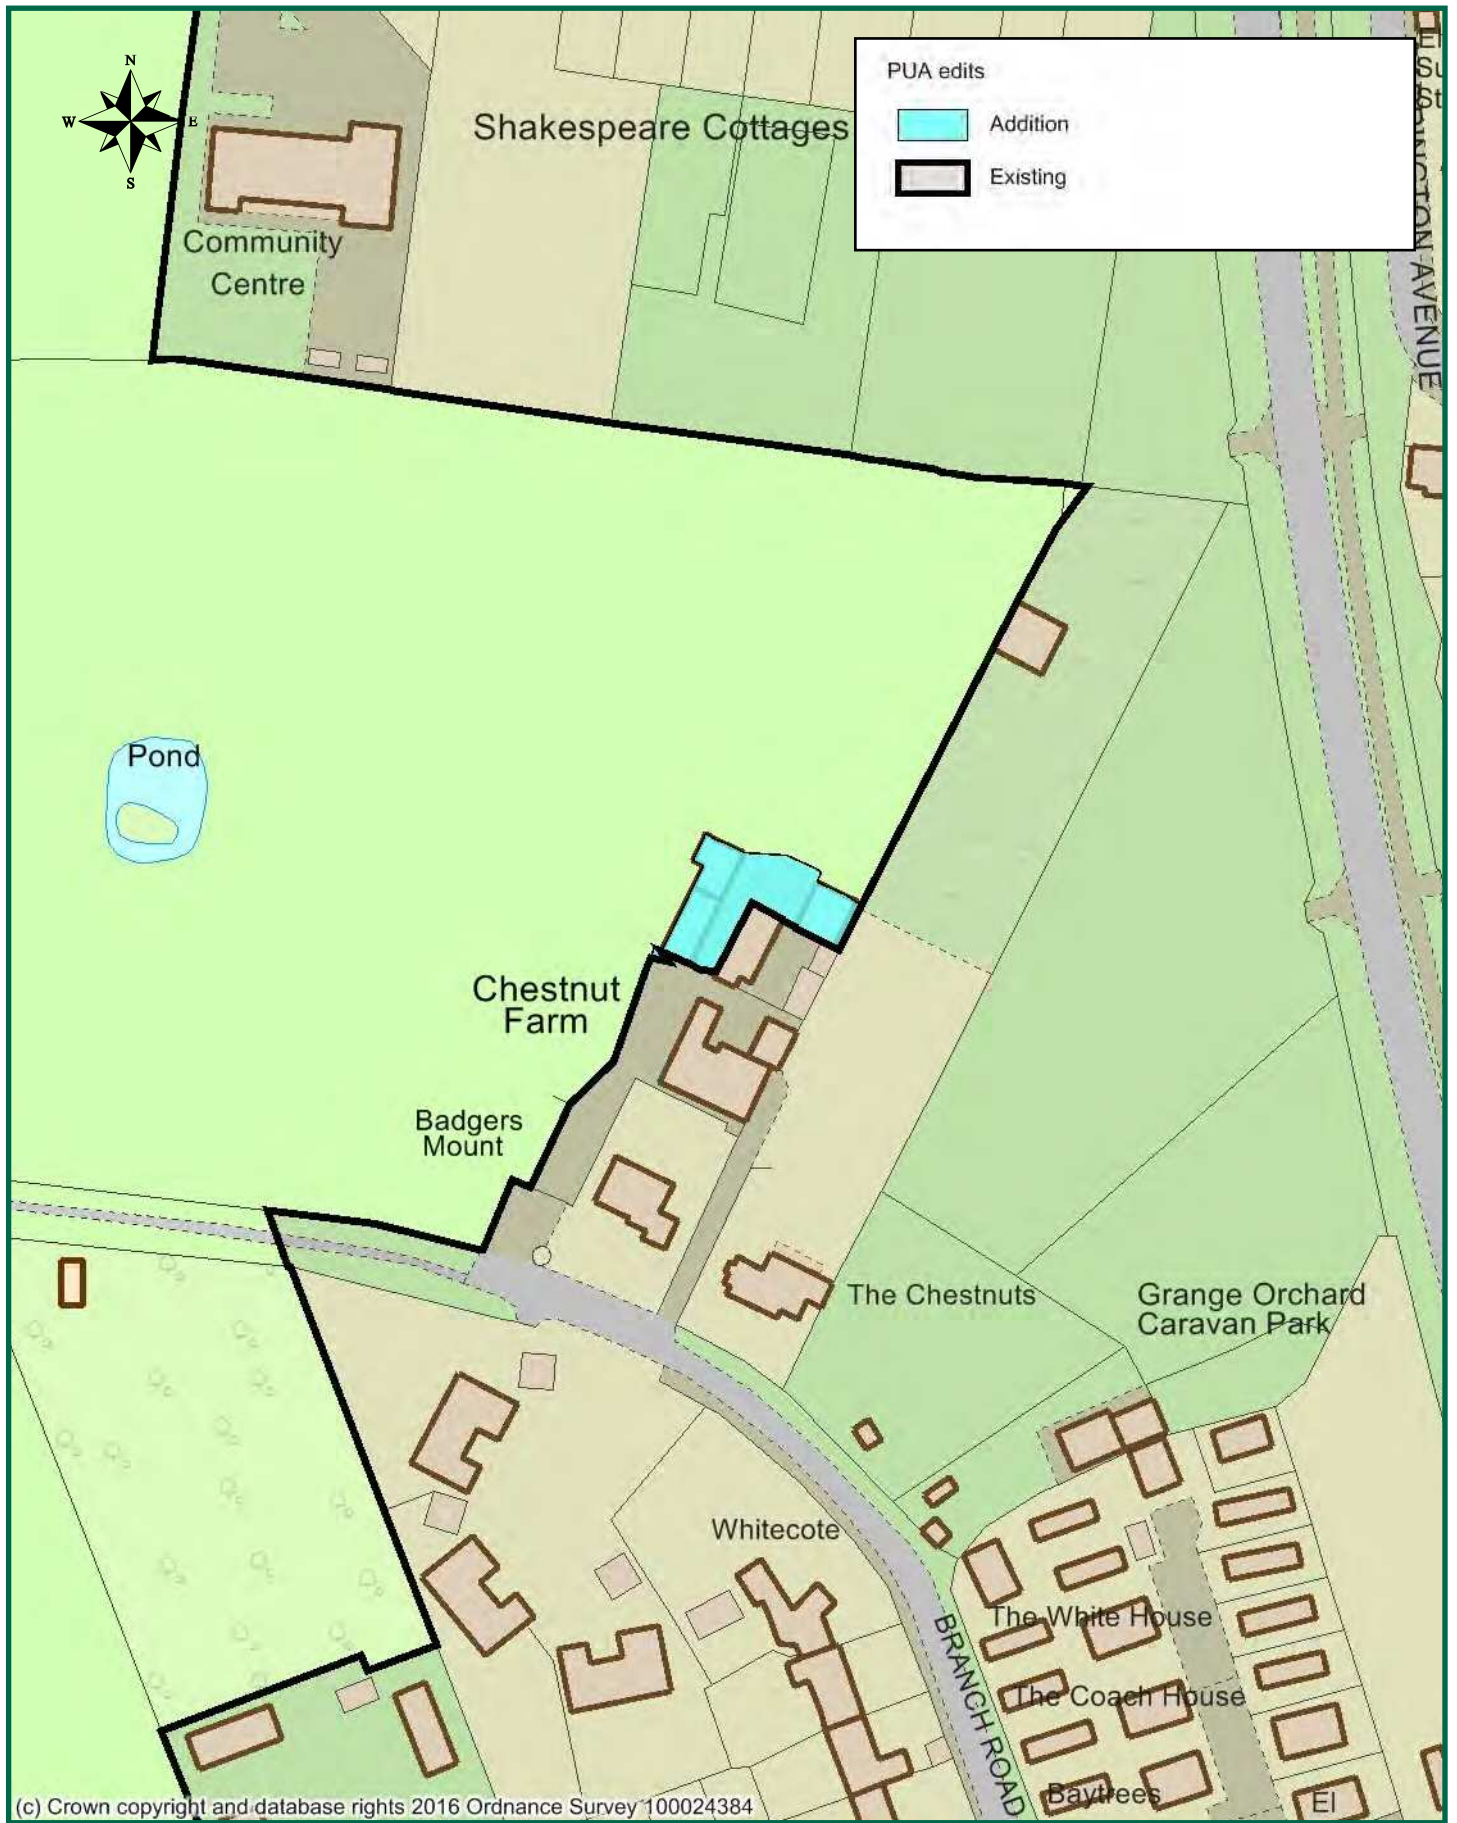 N
W
E
S
PUA edits
Addition
Existing
Shakespeare Cottages
Community
Centre
Pond
Chestnut
Farm
Badgers
Mount
The Chestnuts
Grange Orchard
Caravan Park
Whitecote
The White House
The Coach House
Baytrees
El
BRANCH ROAD
AVENUE
(c) Crown copyright and database rights 2016 Ordnance Survey 100024384